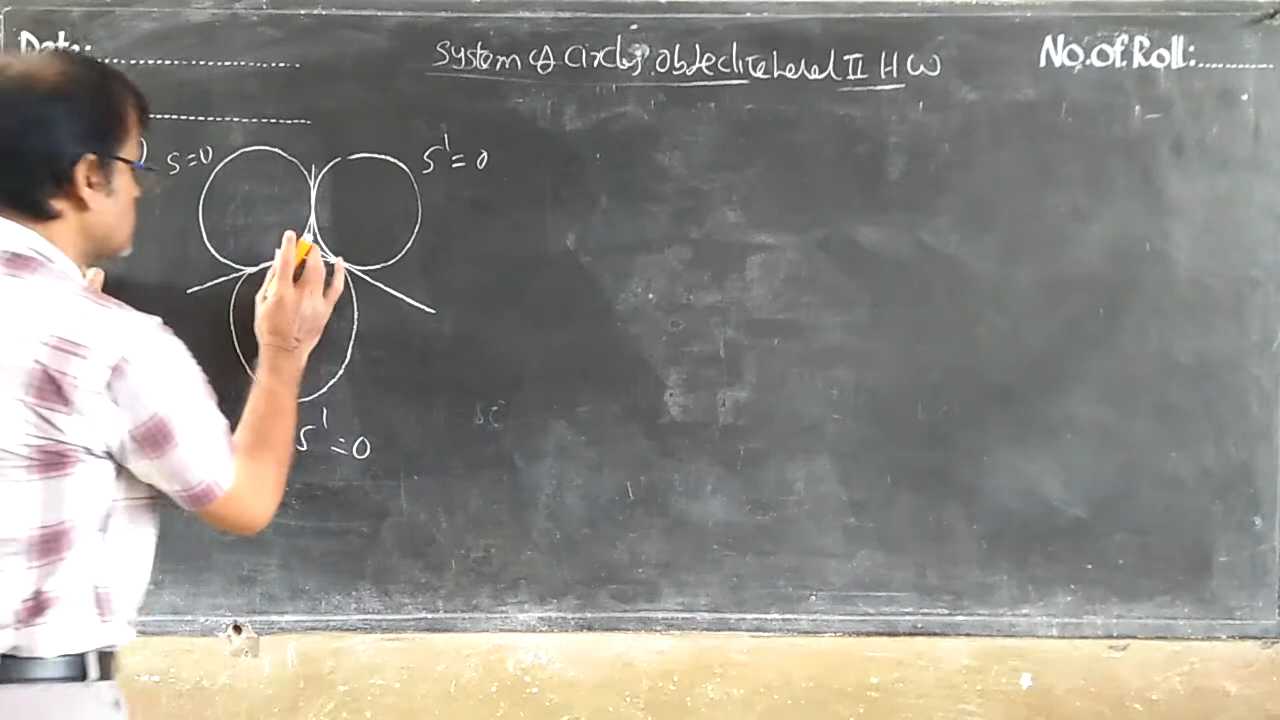 Date:
System of Circles objective Level II HW
No.of.Roll:
S=0
S'=0
S'=0